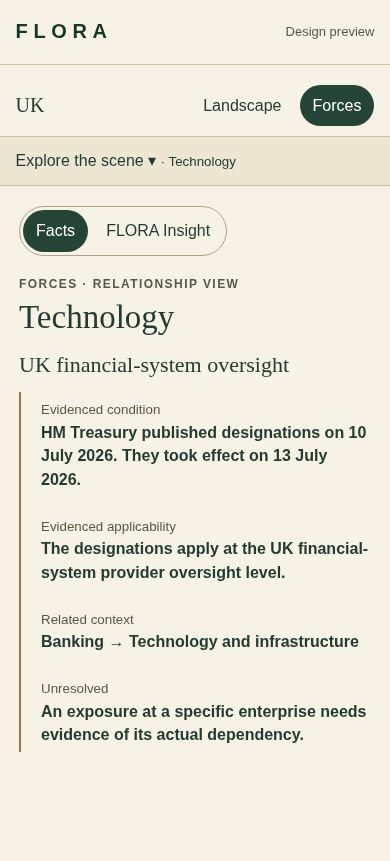 FLORA
Design preview
UK
Landscape
Forces
Explore the scene ▾ · Technology
Facts
FLORA Insight
FORCES · RELATIONSHIP VIEW
Technology
UK financial-system oversight
Evidenced condition
HM Treasury published designations on 10
July 2026. They took effect on 13 July
2026.
Evidenced applicability
The designations apply at the UK financial-
system provider oversight level.
Related context
Banking → Technology and infrastructure
Unresolved
An exposure at a specific enterprise needs
evidence of its actual dependency.